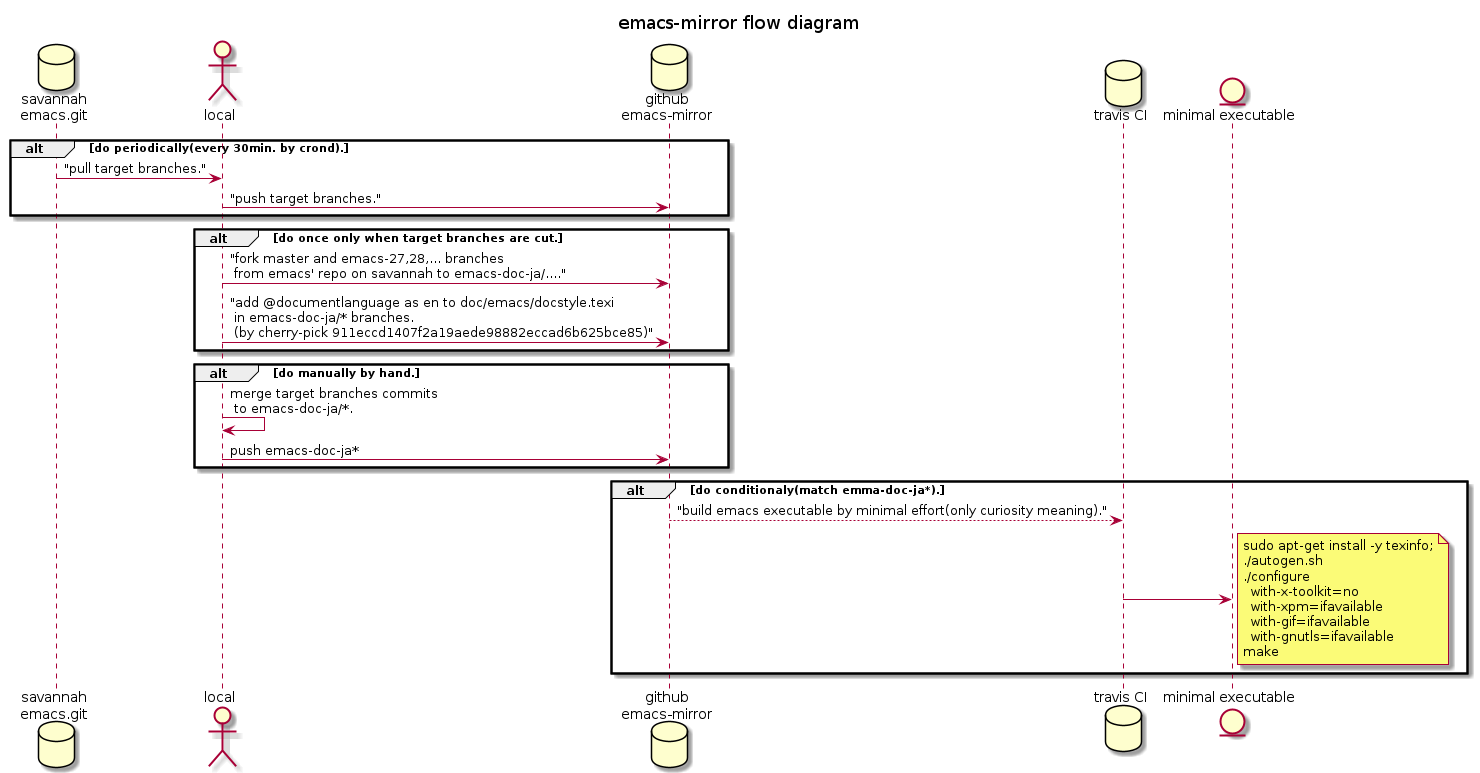 emacs-mirror flow diagram
savannah
emacs.git
local
github
emacs-mirror
travis CI
minimal executable
alt [do periodically(every 30min. by crond).]
"pull target branches."
"push target branches."
alt [do once only when target branches are cut.]
"fork master and emacs-27,28,... branches
from emacs' repo on savannah to emacs-doc-ja/...."
"add @documentlanguage as en to doc/emacs/docstyle.texi
in emacs-doc-ja/* branches.
(by cherry-pick 911eccd1407f2a19aede98882eccad6b625bce85)"
alt [do manually by hand.]
merge target branches commits
to emacs-doc-ja/*.
push emacs-doc-ja*
alt [do conditionaly(match emma-doc-ja*).]
"build emacs executable by minimal effort(only curiosity meaning)."
sudo apt-get install -y texinfo;
./autogen.sh
./configure
with-x-toolkit=no
with-xpm=ifavailable
with-gif=ifavailable
with-gnutls=ifavailable
make
savannah
emacs.git
local
github
emacs-mirror
travis CI
minimal executable